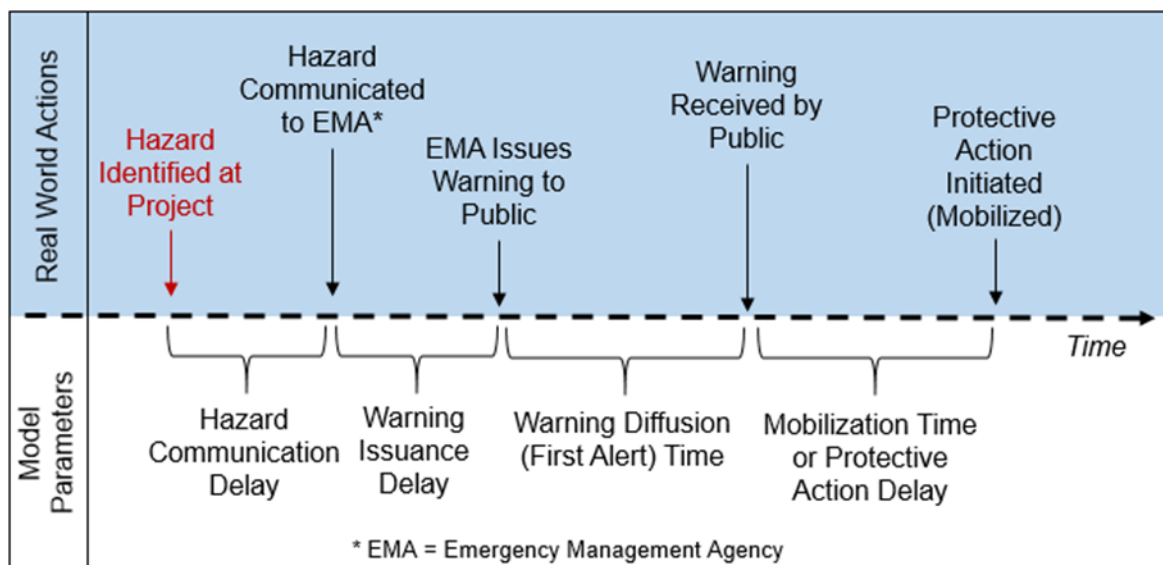 Real World Actions
Hazard
Identified at
Project
Hazard
Communicated
to EMA*
EMA Issues
Warning to
Public
Warning
Received by
Public
Protective
Action
Initiated
(Mobilized)
Time
Model
Parameters
Hazard
Communication
Delay
Warning
Issuance
Delay
Warning Diffusion
(First Alert) Time
Mobilization Time
or Protective
Action Delay
* EMA = Emergency Management Agency